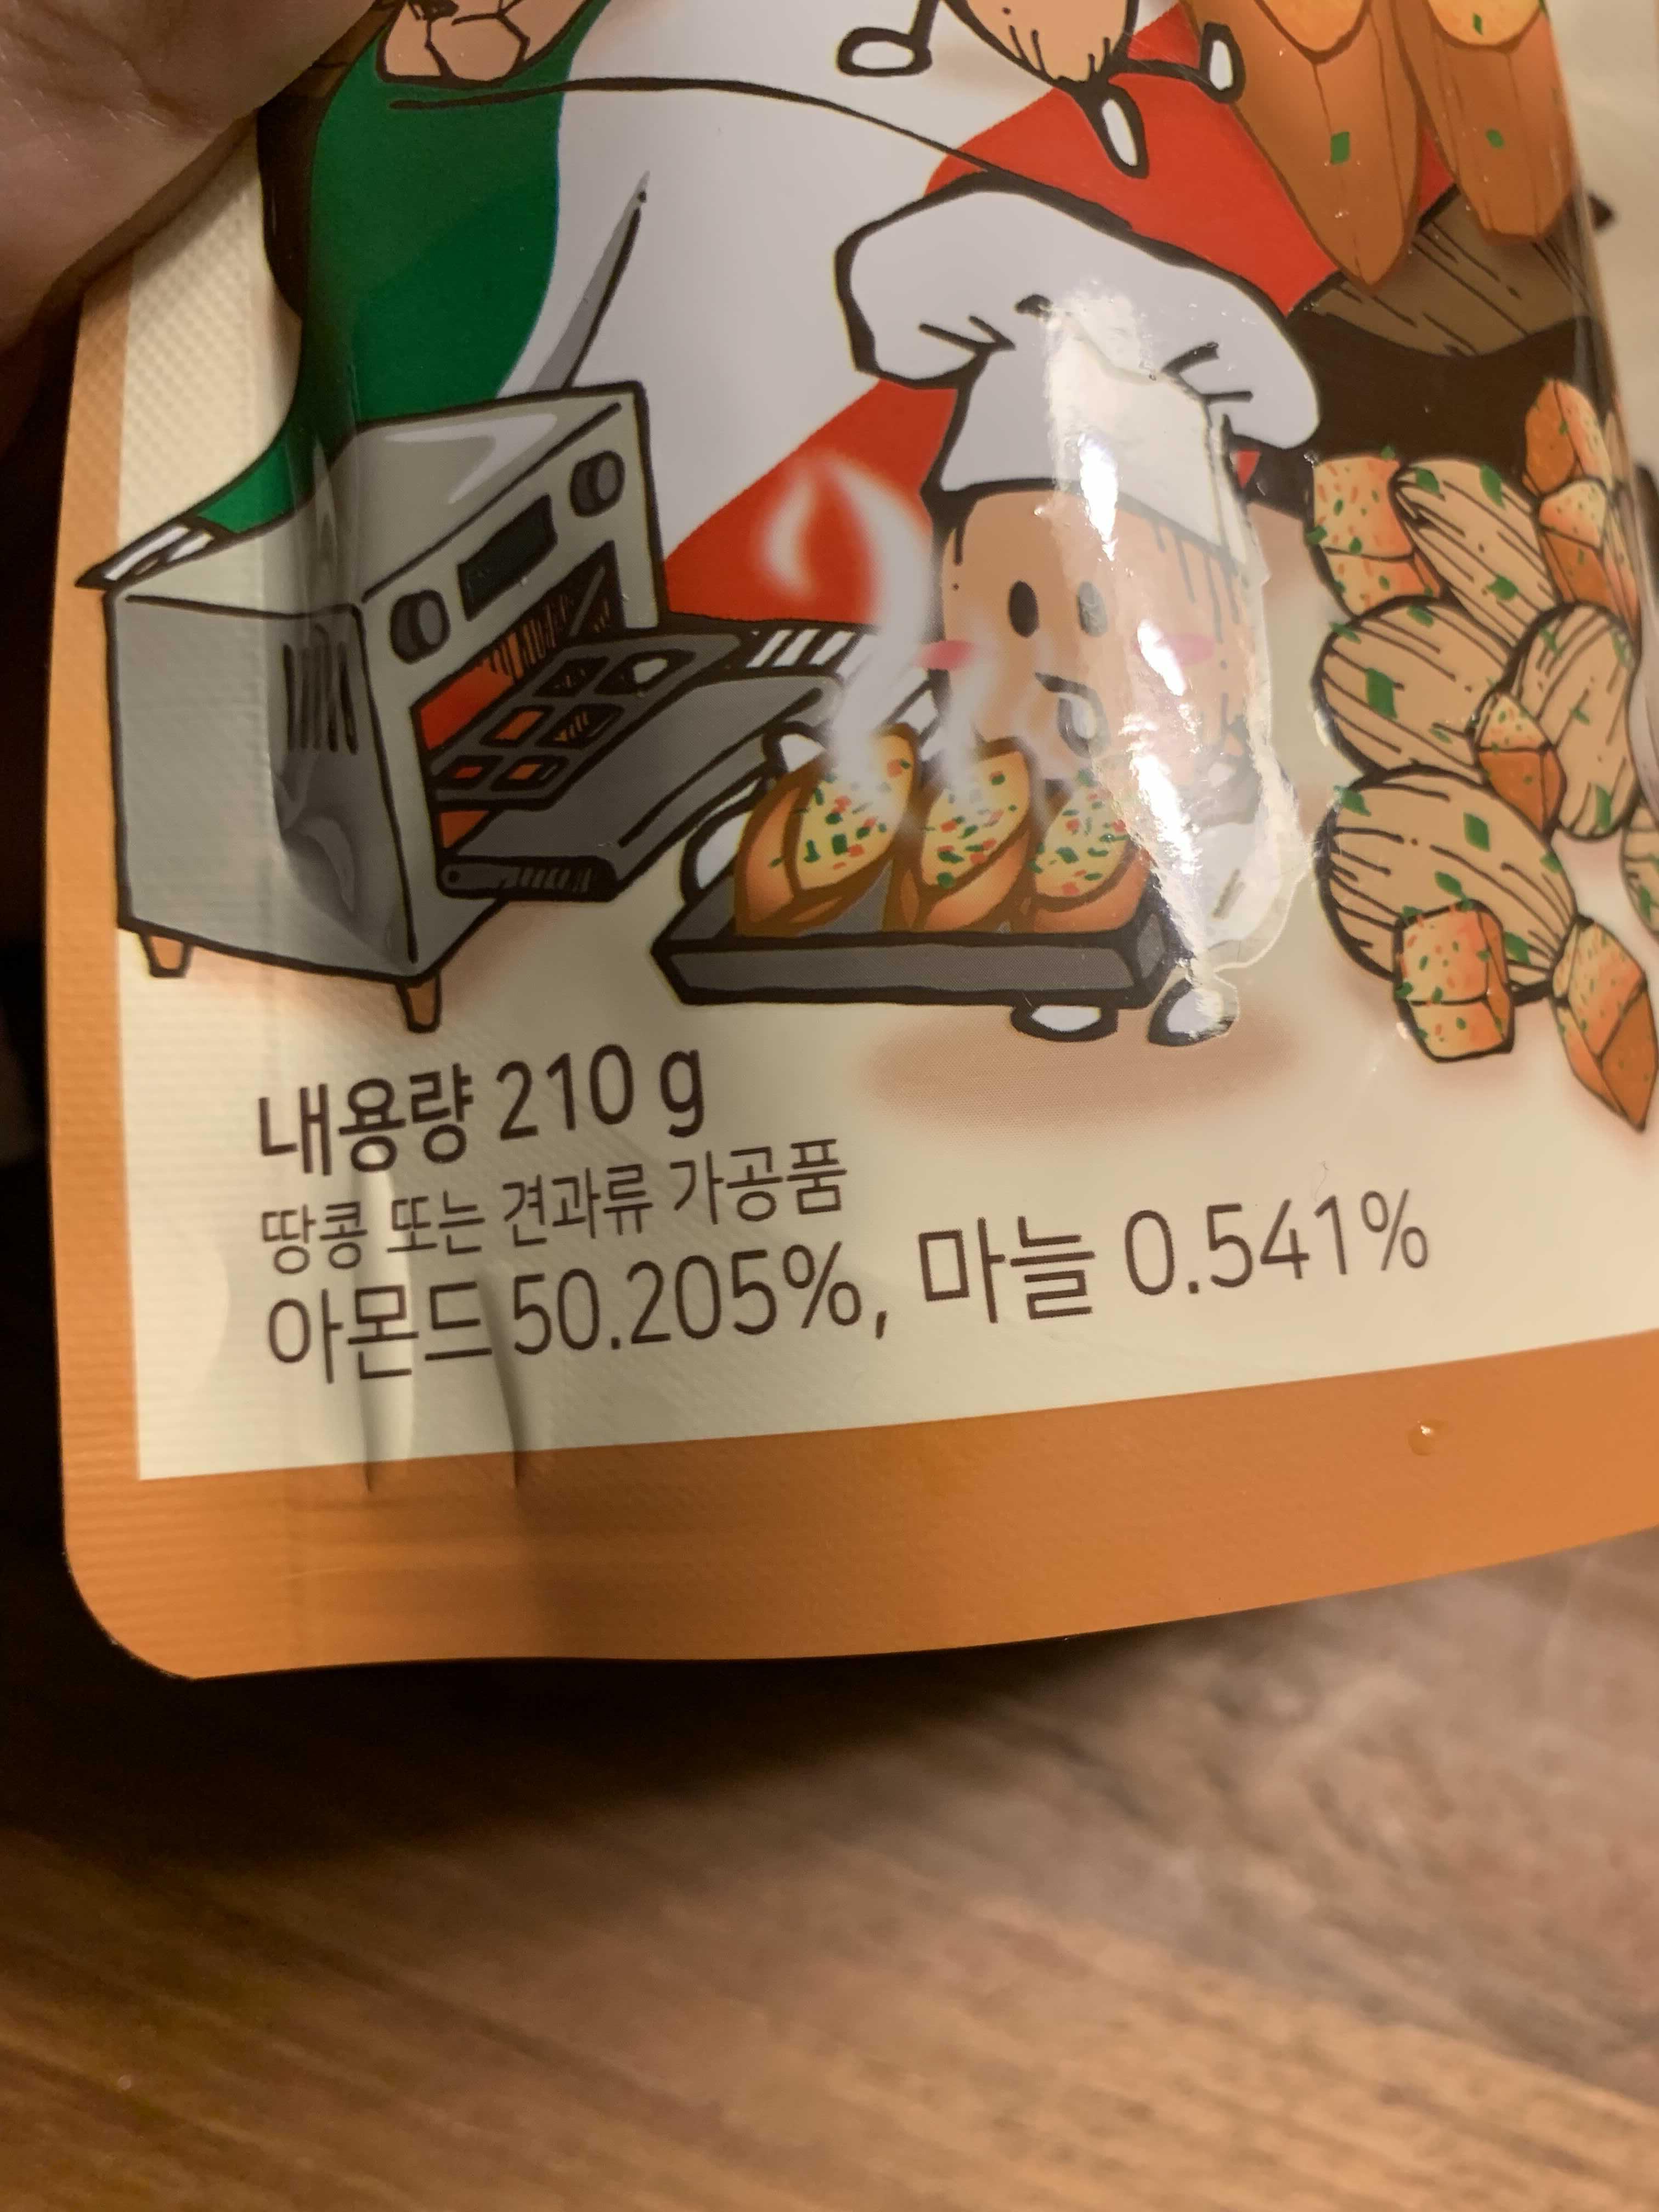 내용량 210 g
땅콩 또는 견과류 가공품
아몬드 50.205%, 마늘 0.541%